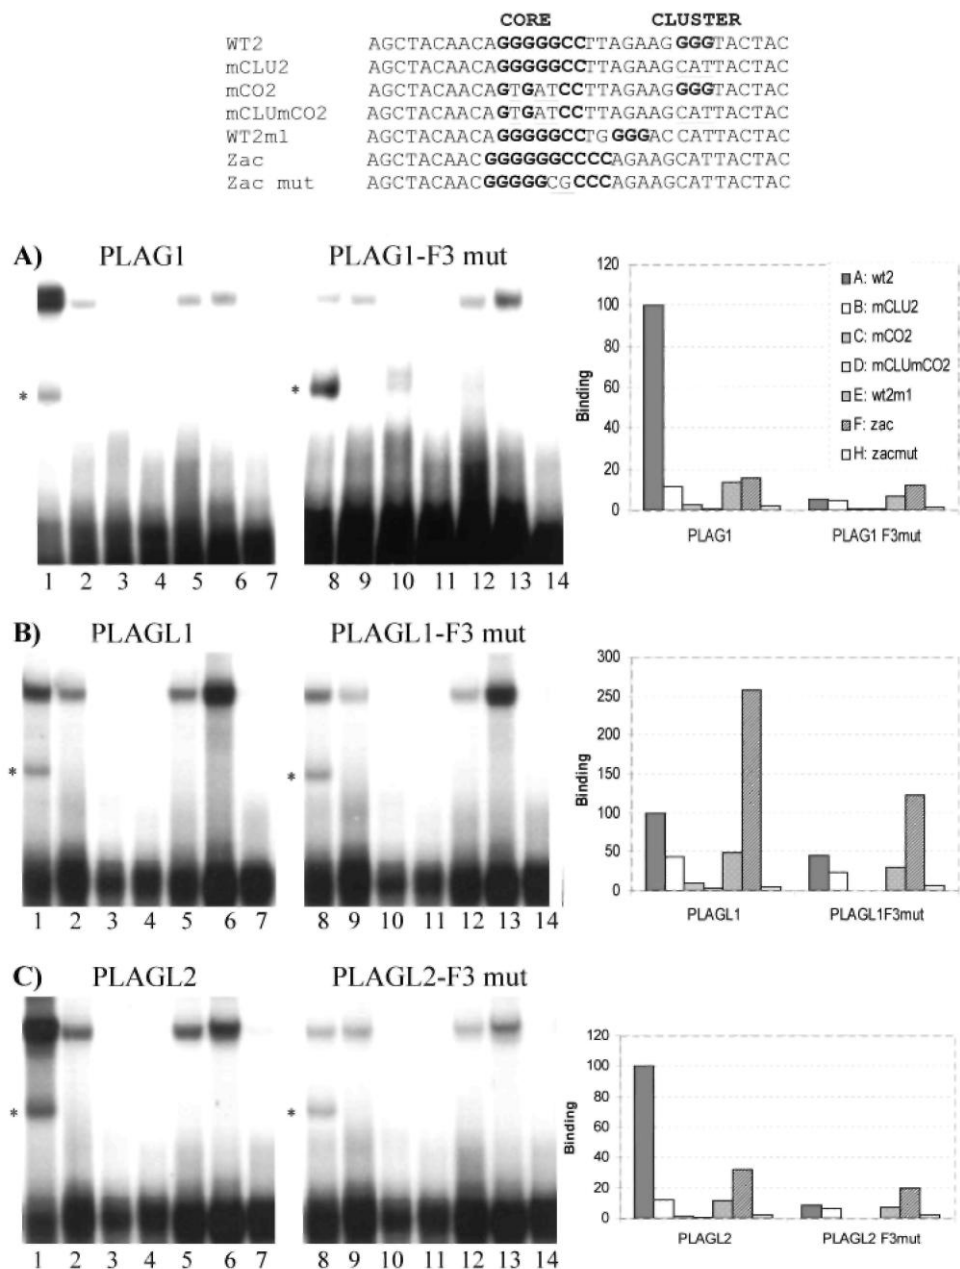 CORE CLUSTER
WT2 AGCTACAACAGGGGGCCTTAGAAGGGGTACTAC
mCLU2 AGCTACAACAGGGGGCCTTAGAAGCATTACTAC
mCO2 AGCTACAACAGTGATCCTTAGAAGGGGTACTAC
mCLUmCO2 AGCTACAACAGTGATCCTTAGAAGCATTACTAC
WT2m1 AGCTACAACAGGGGGCCTGGGGACCATTACTAC
Zac AGCTACAACGGGGGGCCCCAGAAGCATTACTAC
Zac mut AGCTACAACGGGGGCGCCCAGAAGCATTACTAC
A) PLAG1 PLAG1-F3 mut
*
*
1 2 3 4 5 6 7 8 9 10 11 12 13 14
120
100
80
60
40
20
0
Binding
A: wt2
B: mCLU2
C: mCO2
D: mCLUmCO2
E: wt2m1
F: zac
H: zacmut
PLAG1 PLAG1 F3mut
B) PLAGL1 PLAGL1-F3 mut
*
*
1 2 3 4 5 6 7 8 9 10 11 12 13 14
300
250
200
150
100
50
0
Binding
PLAGL1 PLAGL1F3mut
C) PLAGL2 PLAGL2-F3 mut
*
*
1 2 3 4 5 6 7 8 9 10 11 12 13 14
120
100
80
60
40
20
0
Binding
PLAGL2 PLAGL2 F3mut